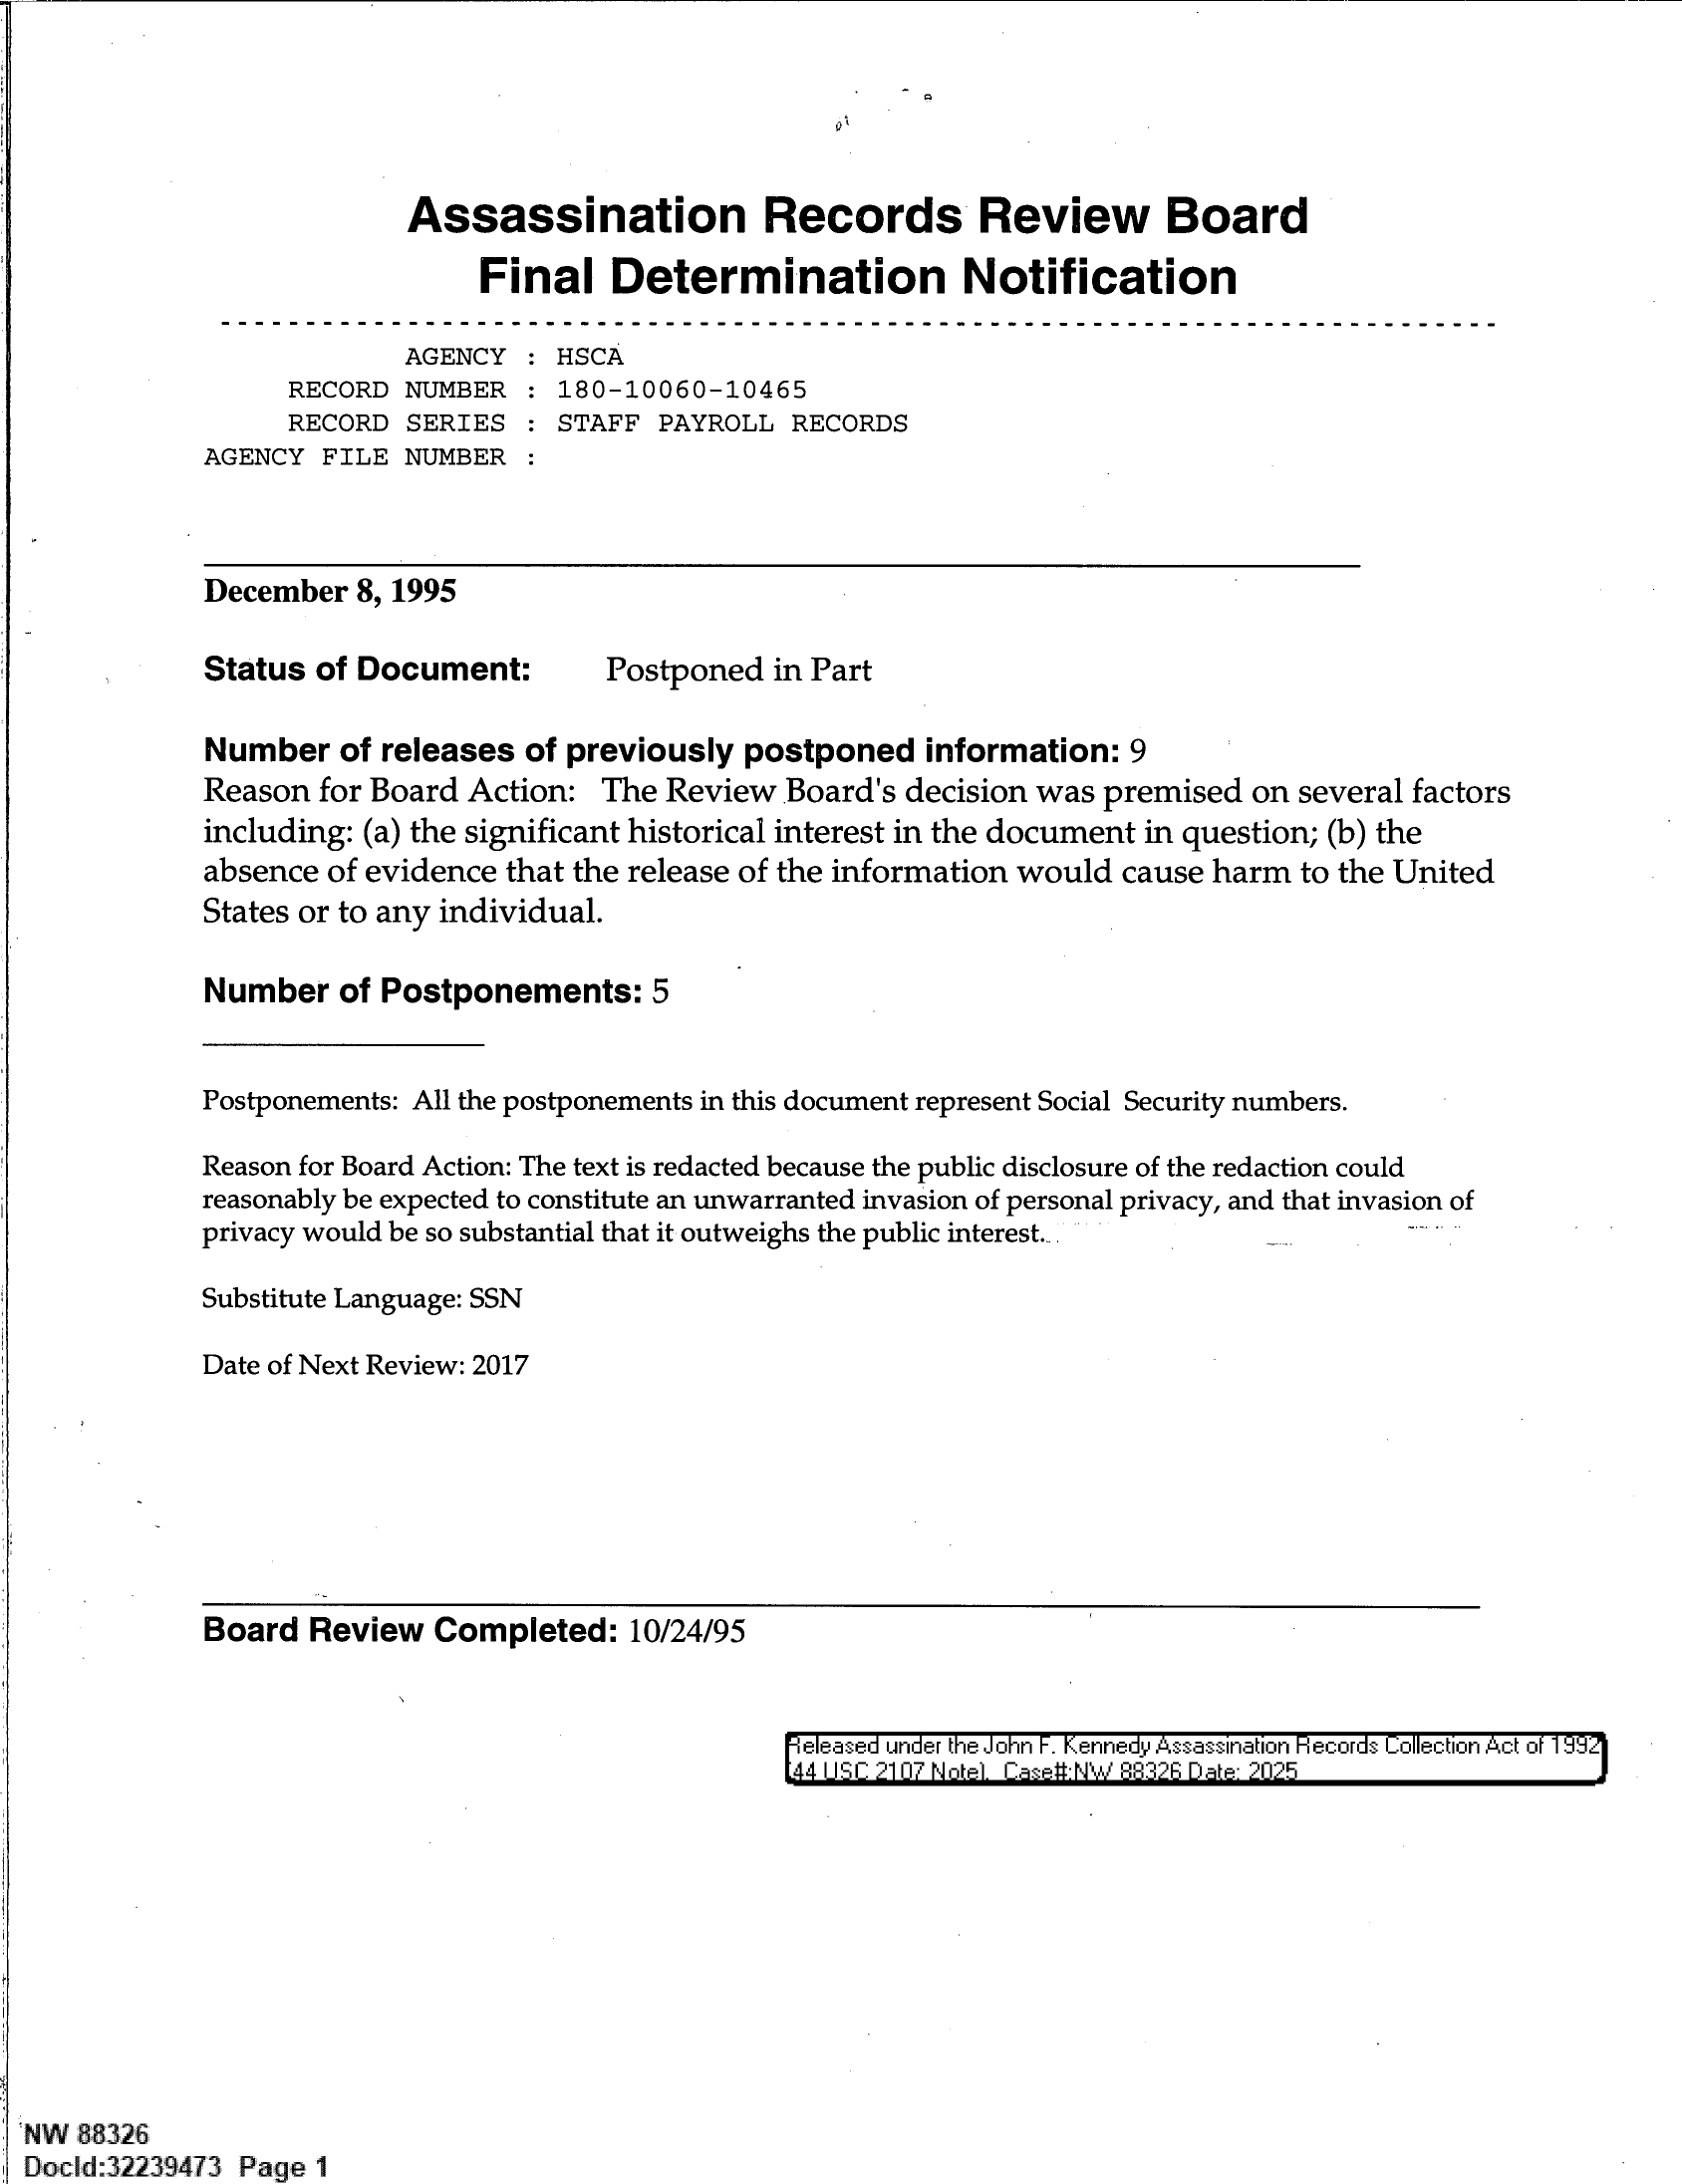 Assassination Records Review Board
Final Determination Notification
AGENCY : HSCA
RECORD NUMBER : 180-10060-10465
RECORD SERIES : STAFF PAYROLL RECORDS
AGENCY FILE NUMBER :
December 8, 1995
Status of Document: Postponed in Part
Number of releases of previously postponed information: 9
Reason for Board Action: The Review Board's decision was premised on several factors
including: (a) the significant historical interest in the document in question; (b) the
absence of evidence that the release of the information would cause harm to the United
States or to any individual.
Number of Postponements: 5
Postponements: All the postponements in this document represent Social Security numbers.
Reason for Board Action: The text is redacted because the public disclosure of the redaction could
reasonably be expected to constitute an unwarranted invasion of personal privacy, and that invasion of
privacy would be so substantial that it outweighs the public interest.
Substitute Language: SSN
Date of Next Review: 2017
Board Review Completed: 10/24/95
Released under the John F. Kennedy Assassination Records Collection Act of 1992
(44 USC 2107 Note). Case#:NW 88326 Date: 2025
NW 88326
DocId:32239473 Page 1